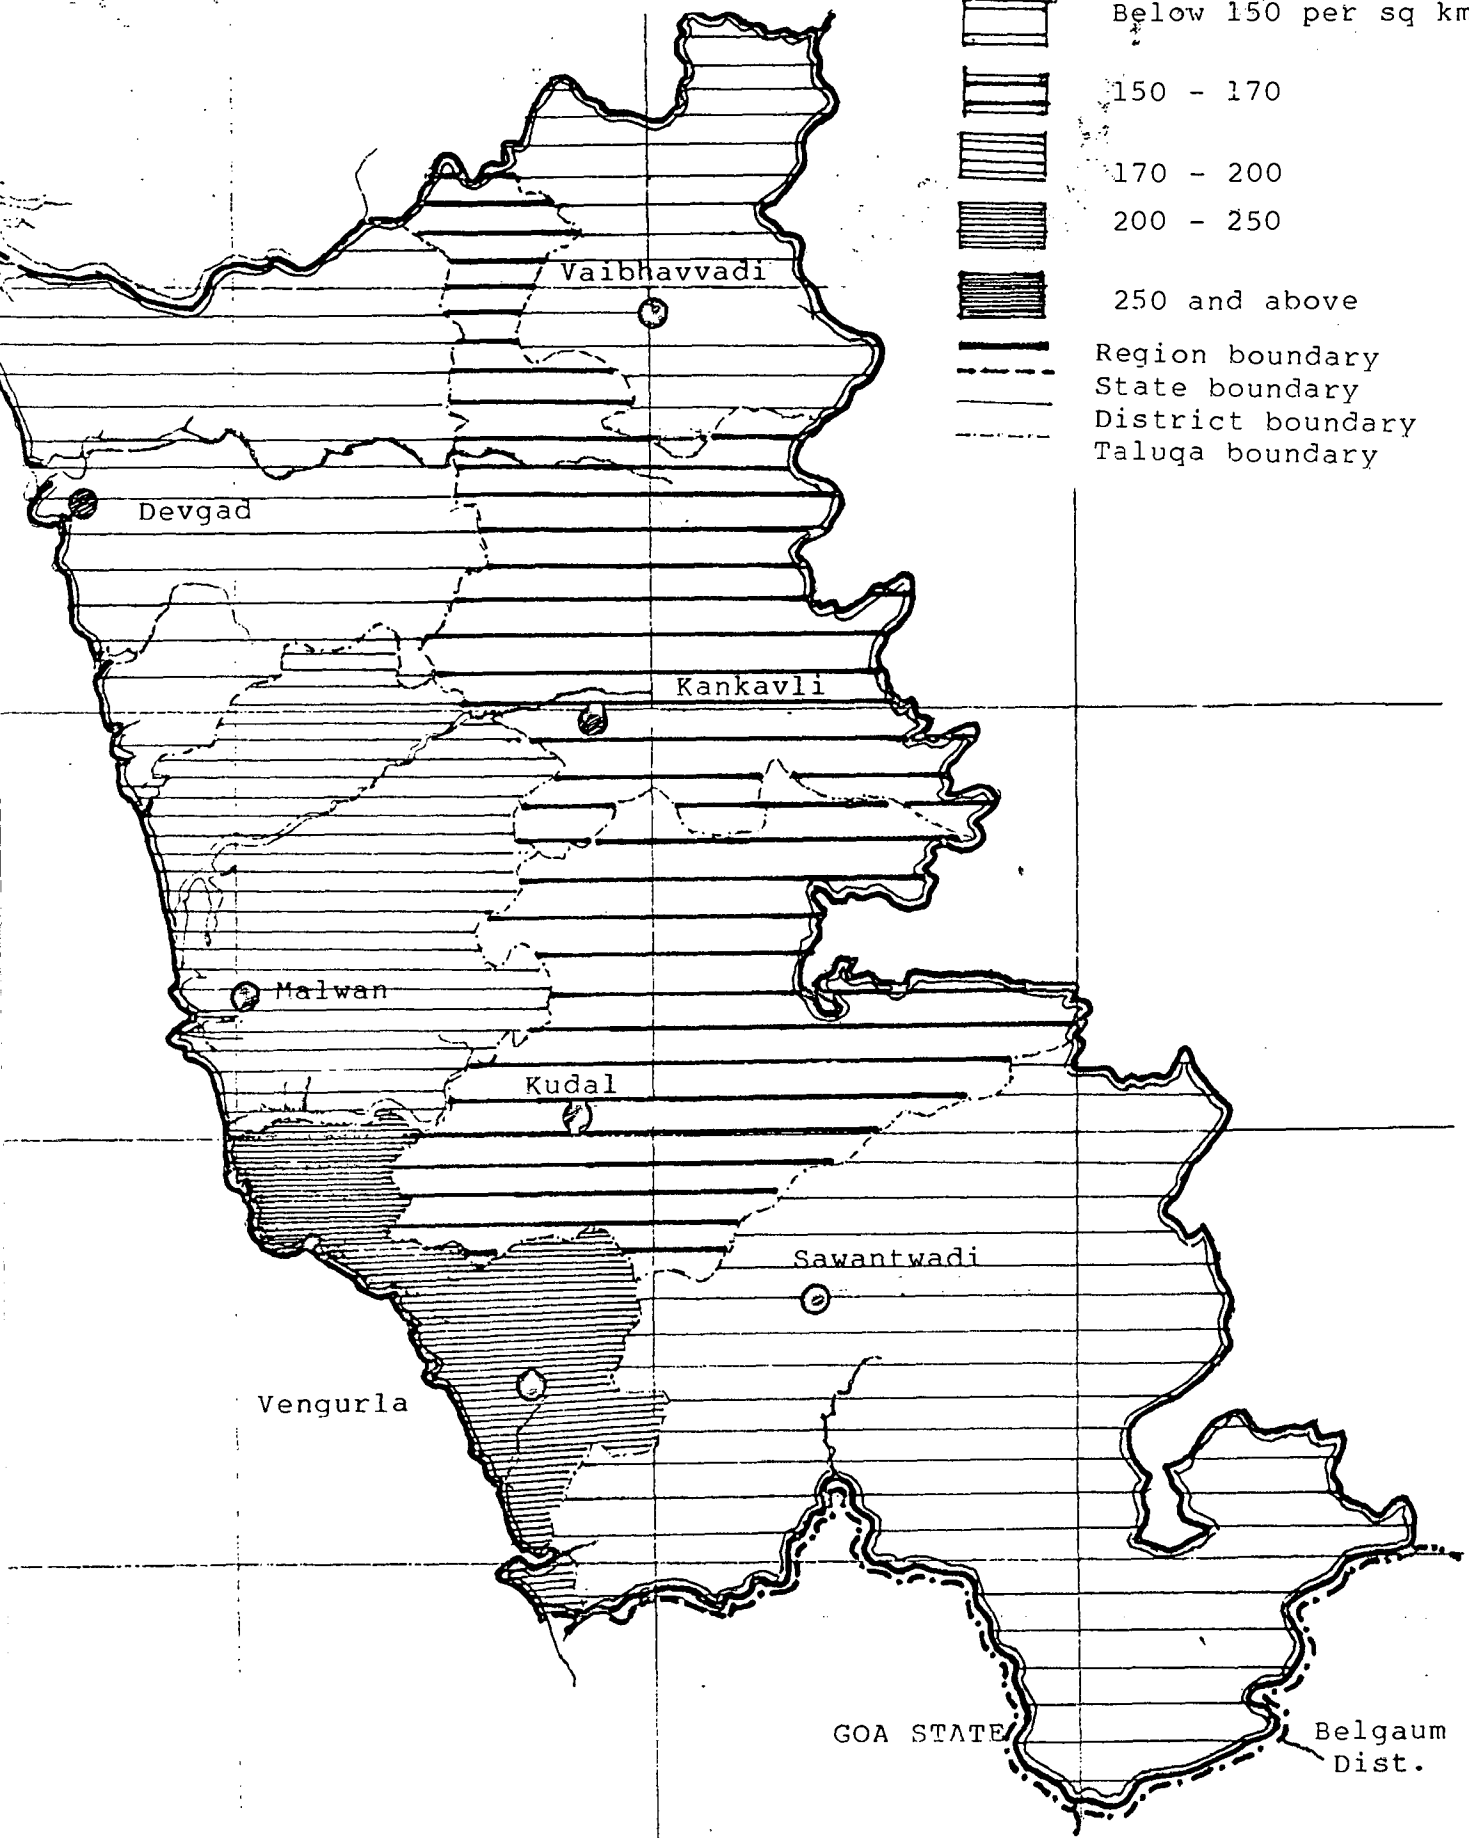 Below 150 per sq km
150 - 170
170 - 200
200 - 250
250 and above
Region boundary
State boundary
District boundary
Taluqa boundary
Vaibhavvadi
Devgad
Kankavli
Malwan
Kudal
Sawantwadi
Vengurla
GOA STATE
Belgaum
Dist.